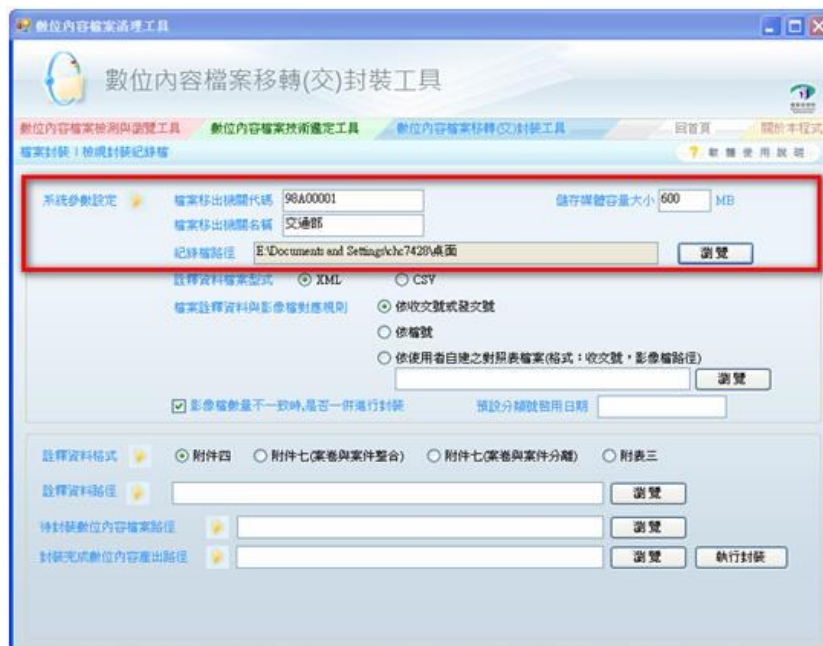 數位內容檔案清理工具
數位內容檔案移轉(交)封裝工具
數位內容檔案檢測與瀏覽工具 數位內容檔案技術鑑定工具 數位內容檔案移轉(交)封裝工具 回首頁 關於本程式
檔案封裝 | 檢視封裝紀錄檔 ? 軟體使用說明
系統參數設定 檔案移出機關代碼 98A00001 儲存媒體容量大小 600 MB
檔案移出機關名稱 交通部
紀錄檔路徑 E:\Documents and Settings\chc7428\桌面 瀏覽
詮釋資料檔案型式 XML CSV
檔案詮釋資料與影像檔對應規則 依收文號或發文號
依檔號
依使用者自建之對照表檔案(格式：收文號，影像檔路徑)
瀏覽
影像檔數量不一致時,是否一併進行封裝 預設分類號啟用日期
詮釋資料格式 附件四 附件七(案卷與案件整合) 附件七(案卷與案件分離) 附表三
詮釋資料路徑 瀏覽
待封裝數位內容檔案路徑 瀏覽
封裝完成數位內容產出路徑 瀏覽 執行封裝